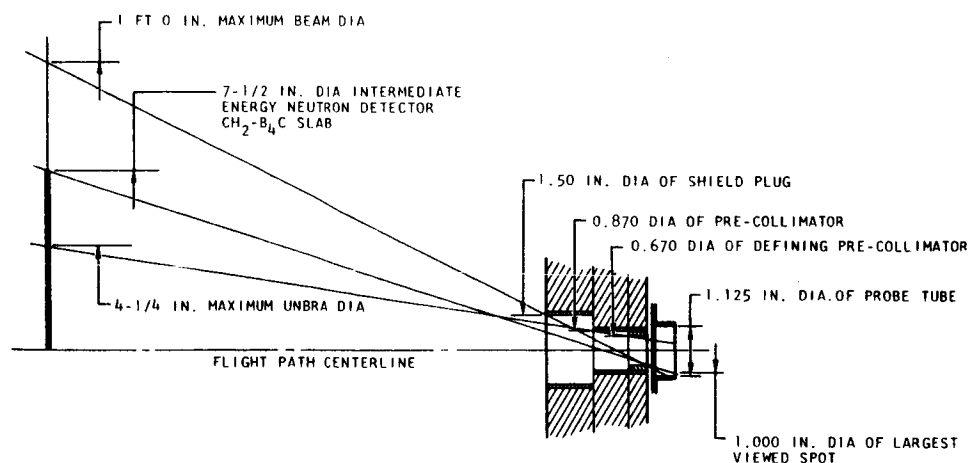 1 FT 0 IN. MAXIMUM BEAM DIA
7-1/2 IN. DIA INTERMEDIATE
ENERGY NEUTRON DETECTOR
CH2-B4C SLAB
1.50 IN. DIA OF SHIELD PLUG
0.870 DIA OF PRE-COLLIMATOR
0.670 DIA OF DEFINING PRE-COLLIMATOR
4-1/4 IN. MAXIMUM UNBRA DIA
1.125 IN. DIA.OF PROBE TUBE
FLIGHT PATH CENTERLINE
1.000 IN. DIA OF LARGEST
VIEWED SPOT